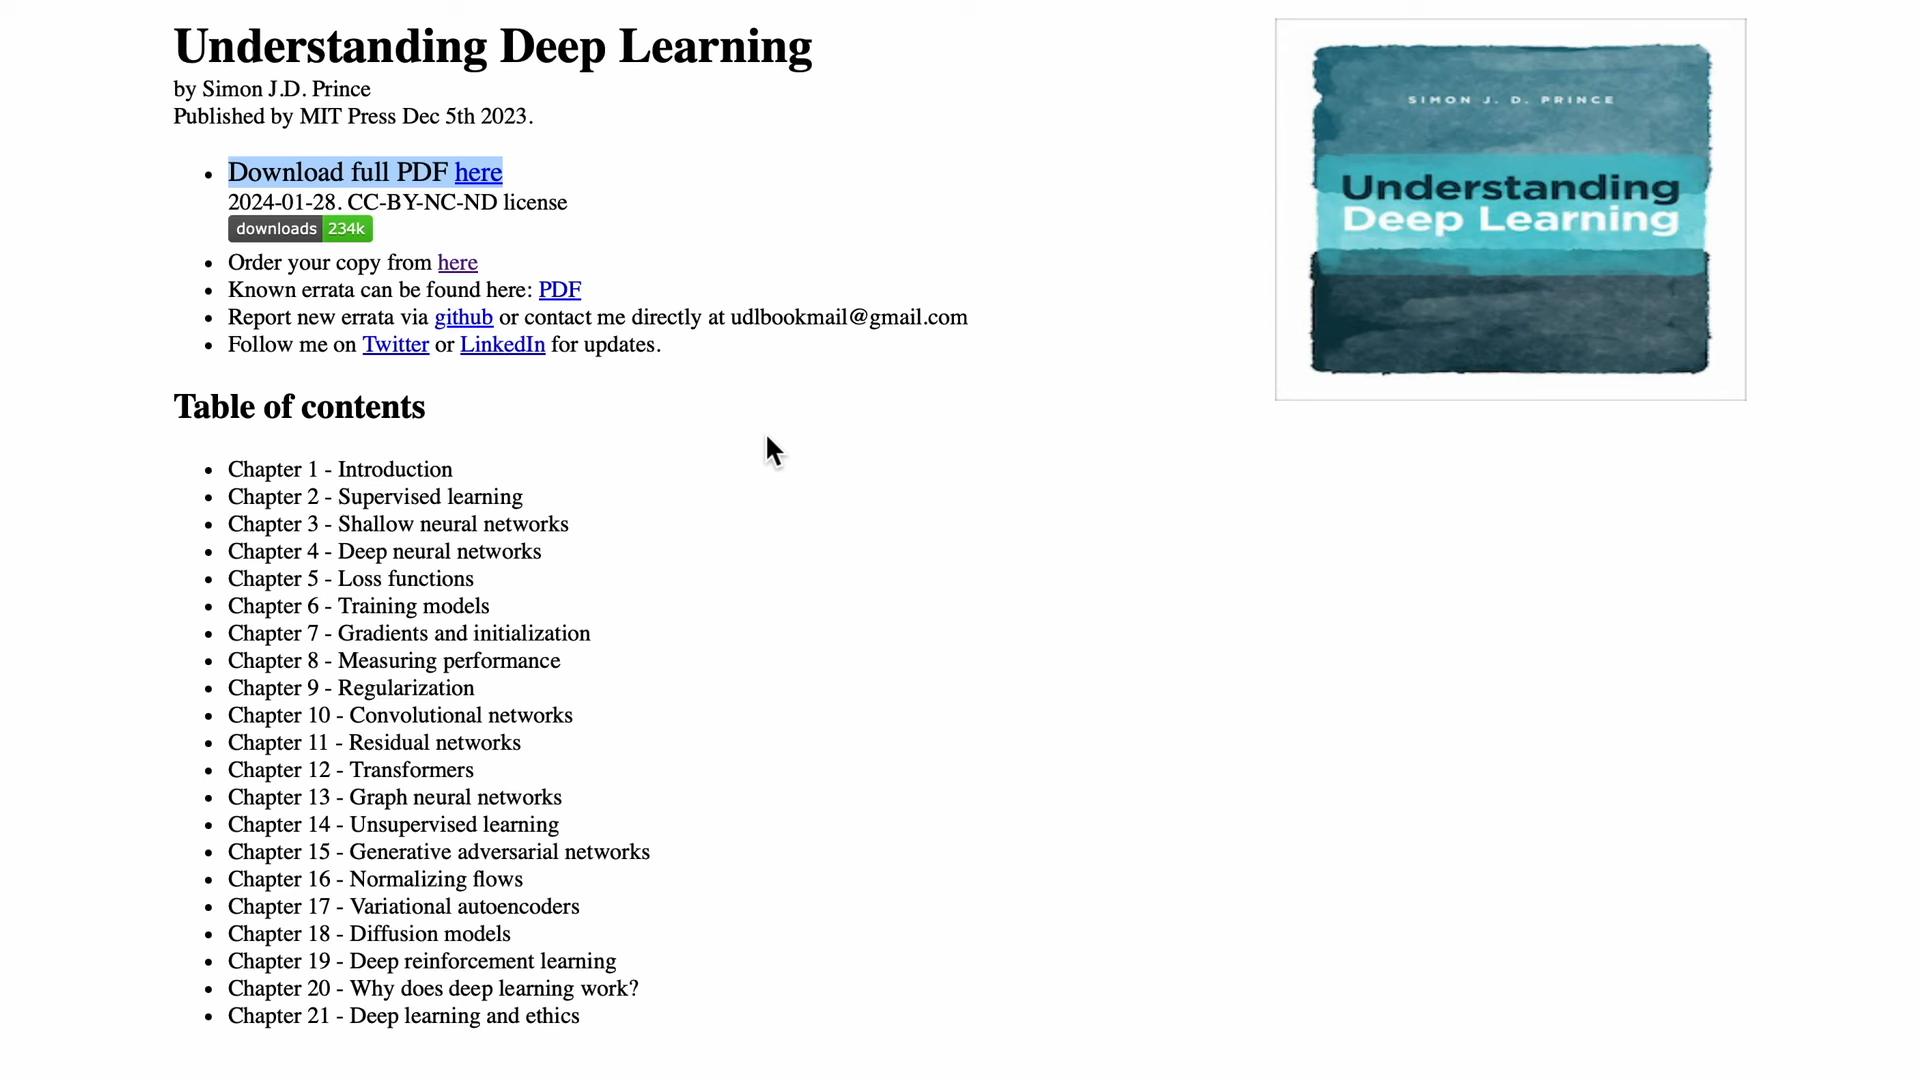 Understanding Deep Learning
by Simon J.D. Prince
Published by MIT Press Dec 5th 2023.
• Download full PDF here
2024-01-28. CC-BY-NC-ND license
downloads 234k
• Order your copy from here
• Known errata can be found here: PDF
• Report new errata via github or contact me directly at udlbookmail@gmail.com
• Follow me on Twitter or LinkedIn for updates.
SIMON J. D. PRINCE
Understanding
Deep Learning
Table of contents
• Chapter 1 - Introduction
• Chapter 2 - Supervised learning
• Chapter 3 - Shallow neural networks
• Chapter 4 - Deep neural networks
• Chapter 5 - Loss functions
• Chapter 6 - Training models
• Chapter 7 - Gradients and initialization
• Chapter 8 - Measuring performance
• Chapter 9 - Regularization
• Chapter 10 - Convolutional networks
• Chapter 11 - Residual networks
• Chapter 12 - Transformers
• Chapter 13 - Graph neural networks
• Chapter 14 - Unsupervised learning
• Chapter 15 - Generative adversarial networks
• Chapter 16 - Normalizing flows
• Chapter 17 - Variational autoencoders
• Chapter 18 - Diffusion models
• Chapter 19 - Deep reinforcement learning
• Chapter 20 - Why does deep learning work?
• Chapter 21 - Deep learning and ethics